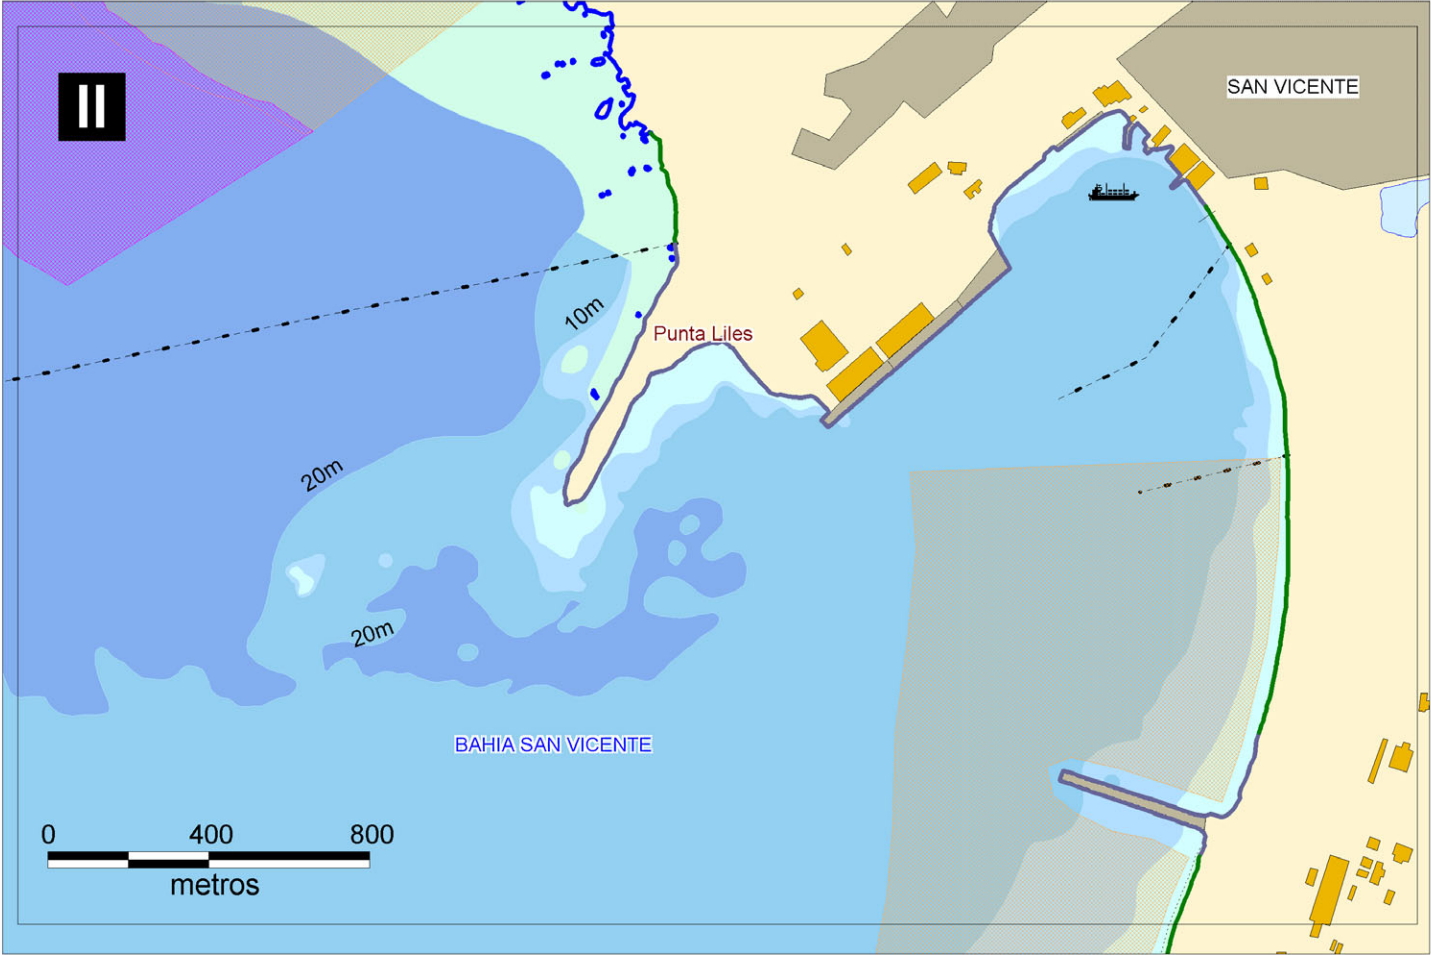 II
SAN VICENTE
10m
Punta Liles
20m
20m
BAHIA SAN VICENTE
0 400 800
metros